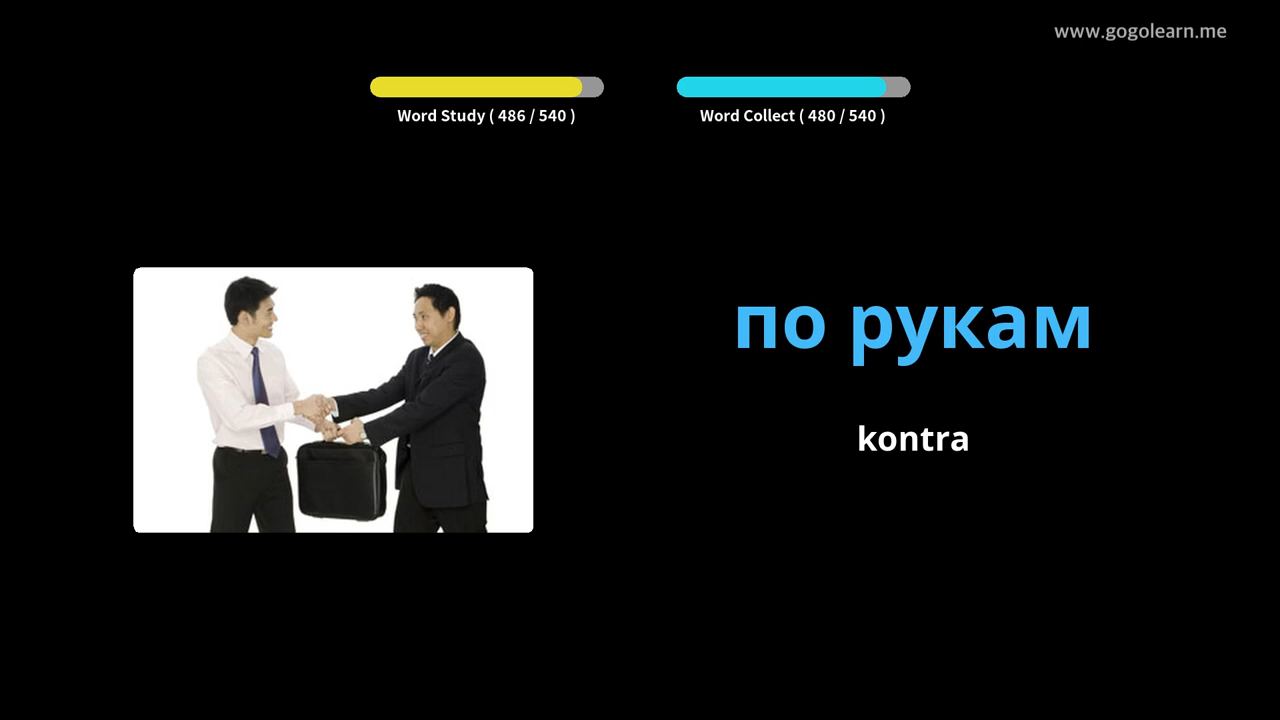 www.gogolearn.me
Word Study ( 486 / 540 )
Word Collect ( 480 / 540 )
по рукам
kontra